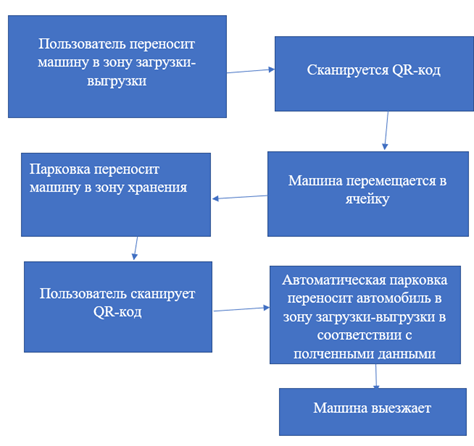 Пользователь переносит
машину в зону загрузки-
выгрузки
Сканируется QR-код
Машина перемещается в
ячейку
Парковка переносит
машину в зону хранения
Пользователь сканирует
QR-код
Автоматическая парковка
переносит автомобиль в
зону загрузки-выгрузки в
соответствии с
полченными данными
Машина выезжает